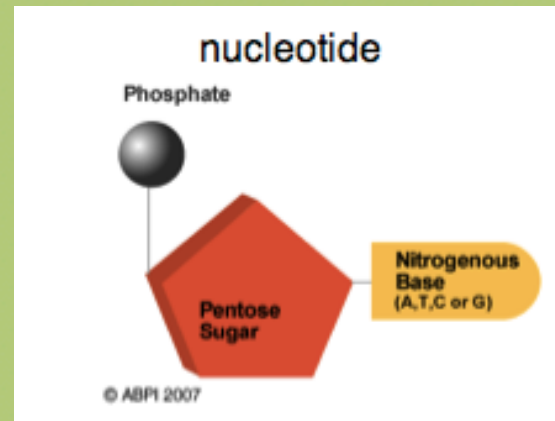 nucleotide
Phosphate
Nitrogenous
Base
(A,T,C or G)
Pentose
Sugar
© ABPI 2007